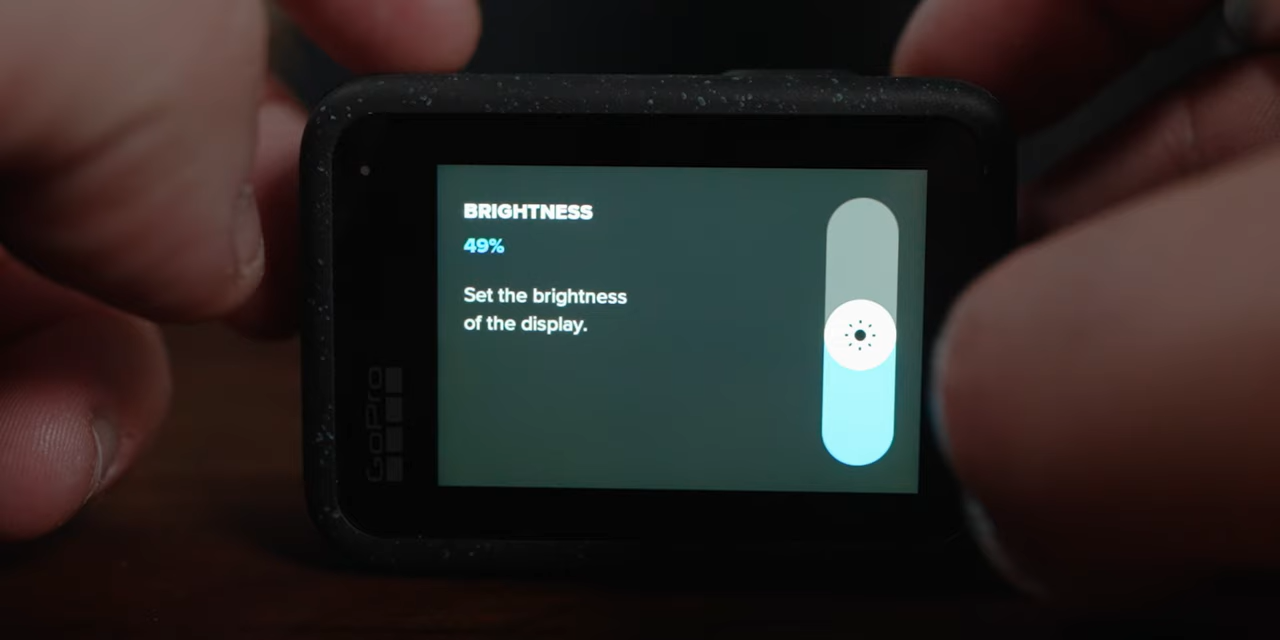 BRIGHTNESS
49%
Set the brightness
of the display.
GoPro